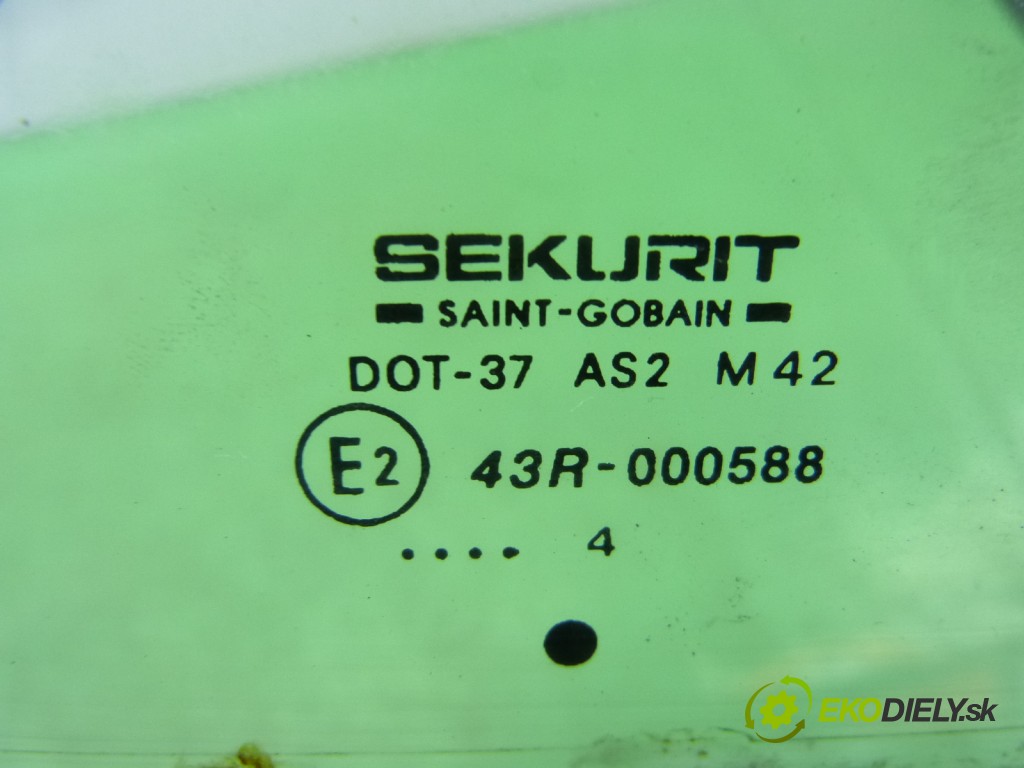 SEKURIT
SAINT-GOBAIN
DOT-37 AS2 M42
E2 43R-000588
.... 4
EKODIELY.sk